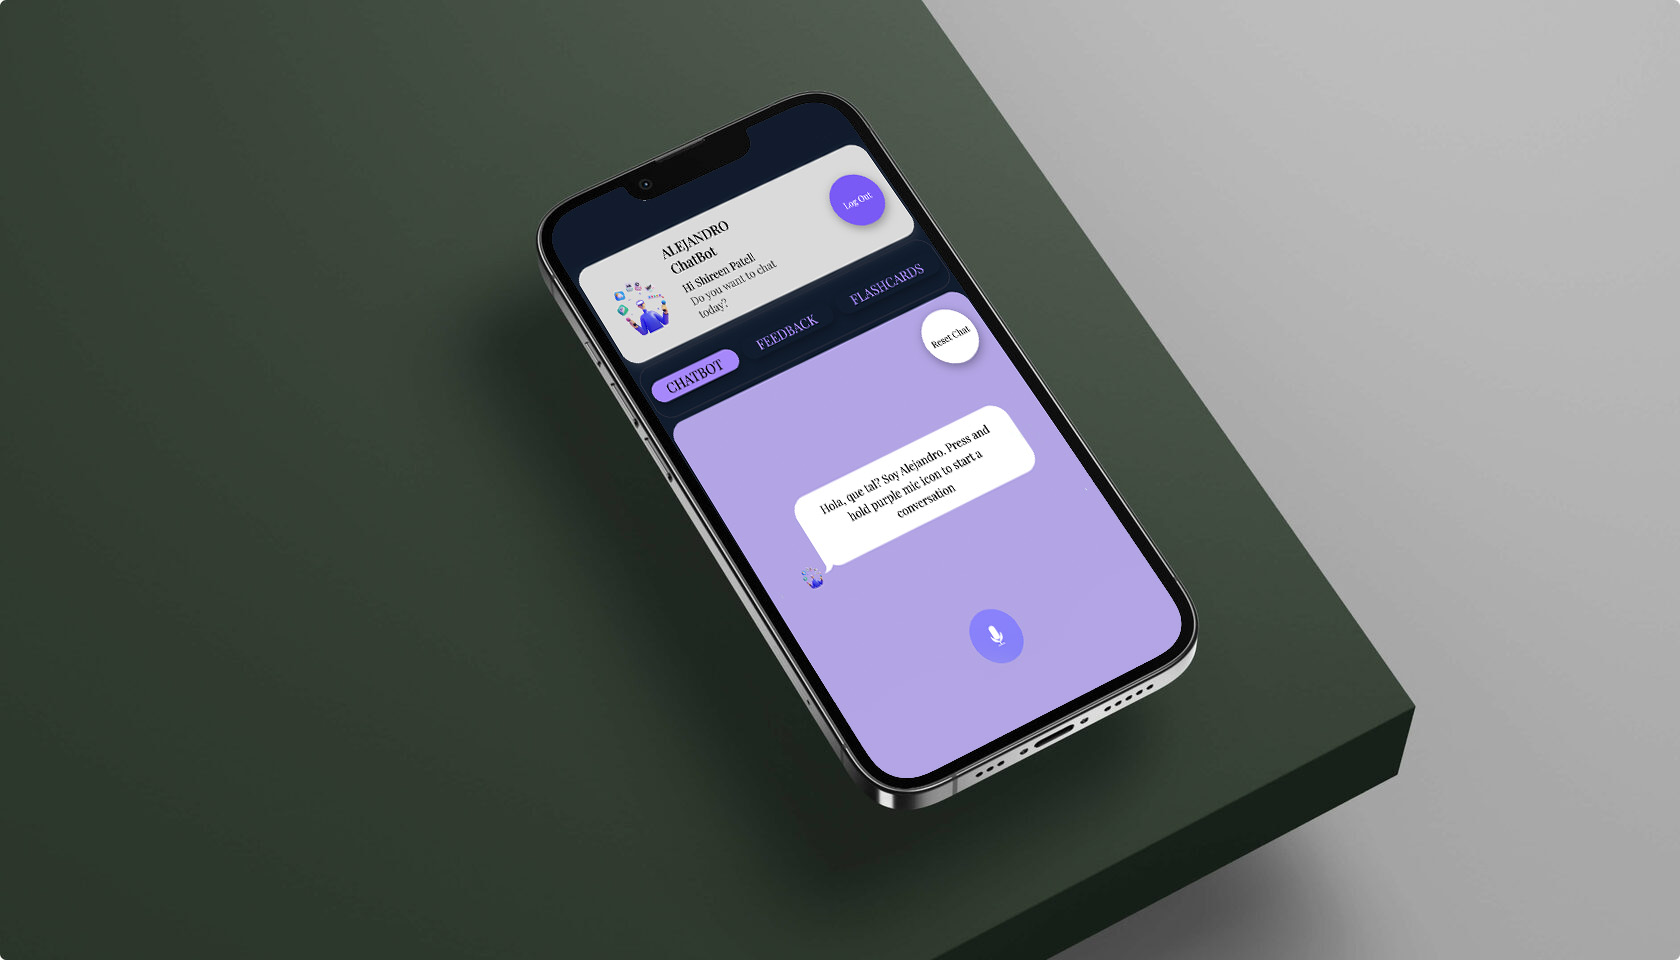 ALEJANDRO
ChatBot
Hi Shireen Patel!
Do you want to chat
today?
Log Out
CHATBOT
FEEDBACK
FLASHCARDS
Reset Chat
Hola, que tal? Soy Alejandro. Press and
hold purple mic icon to start a
conversation